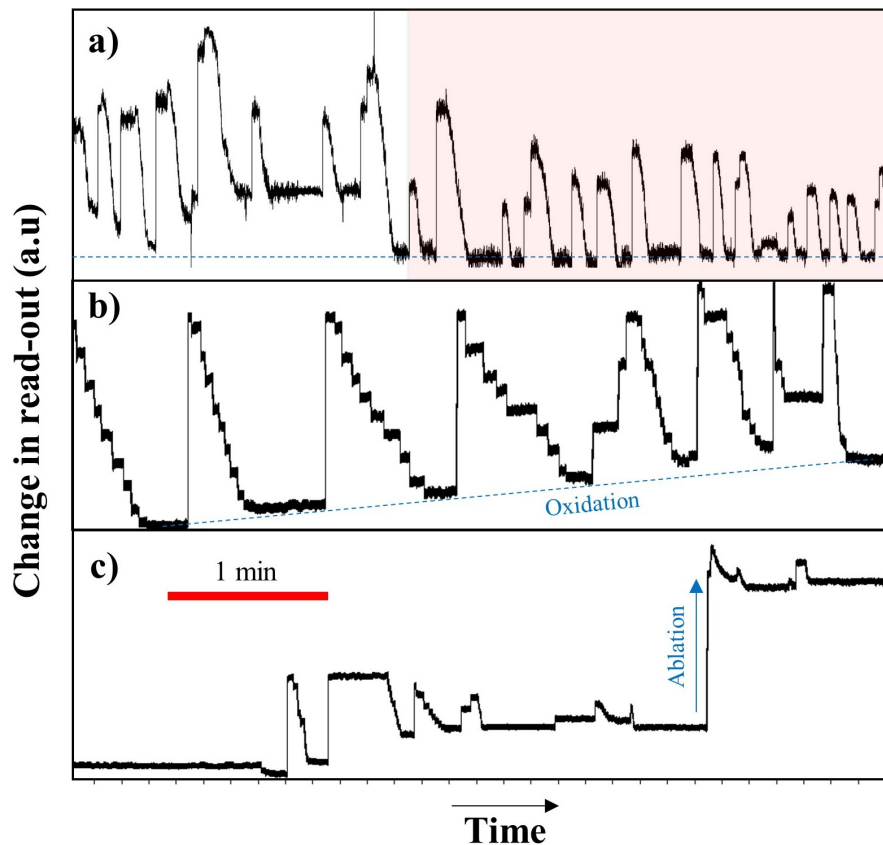 a)
b)
Oxidation
c)
1 min
Ablation
Change in read-out (a.u)
Time